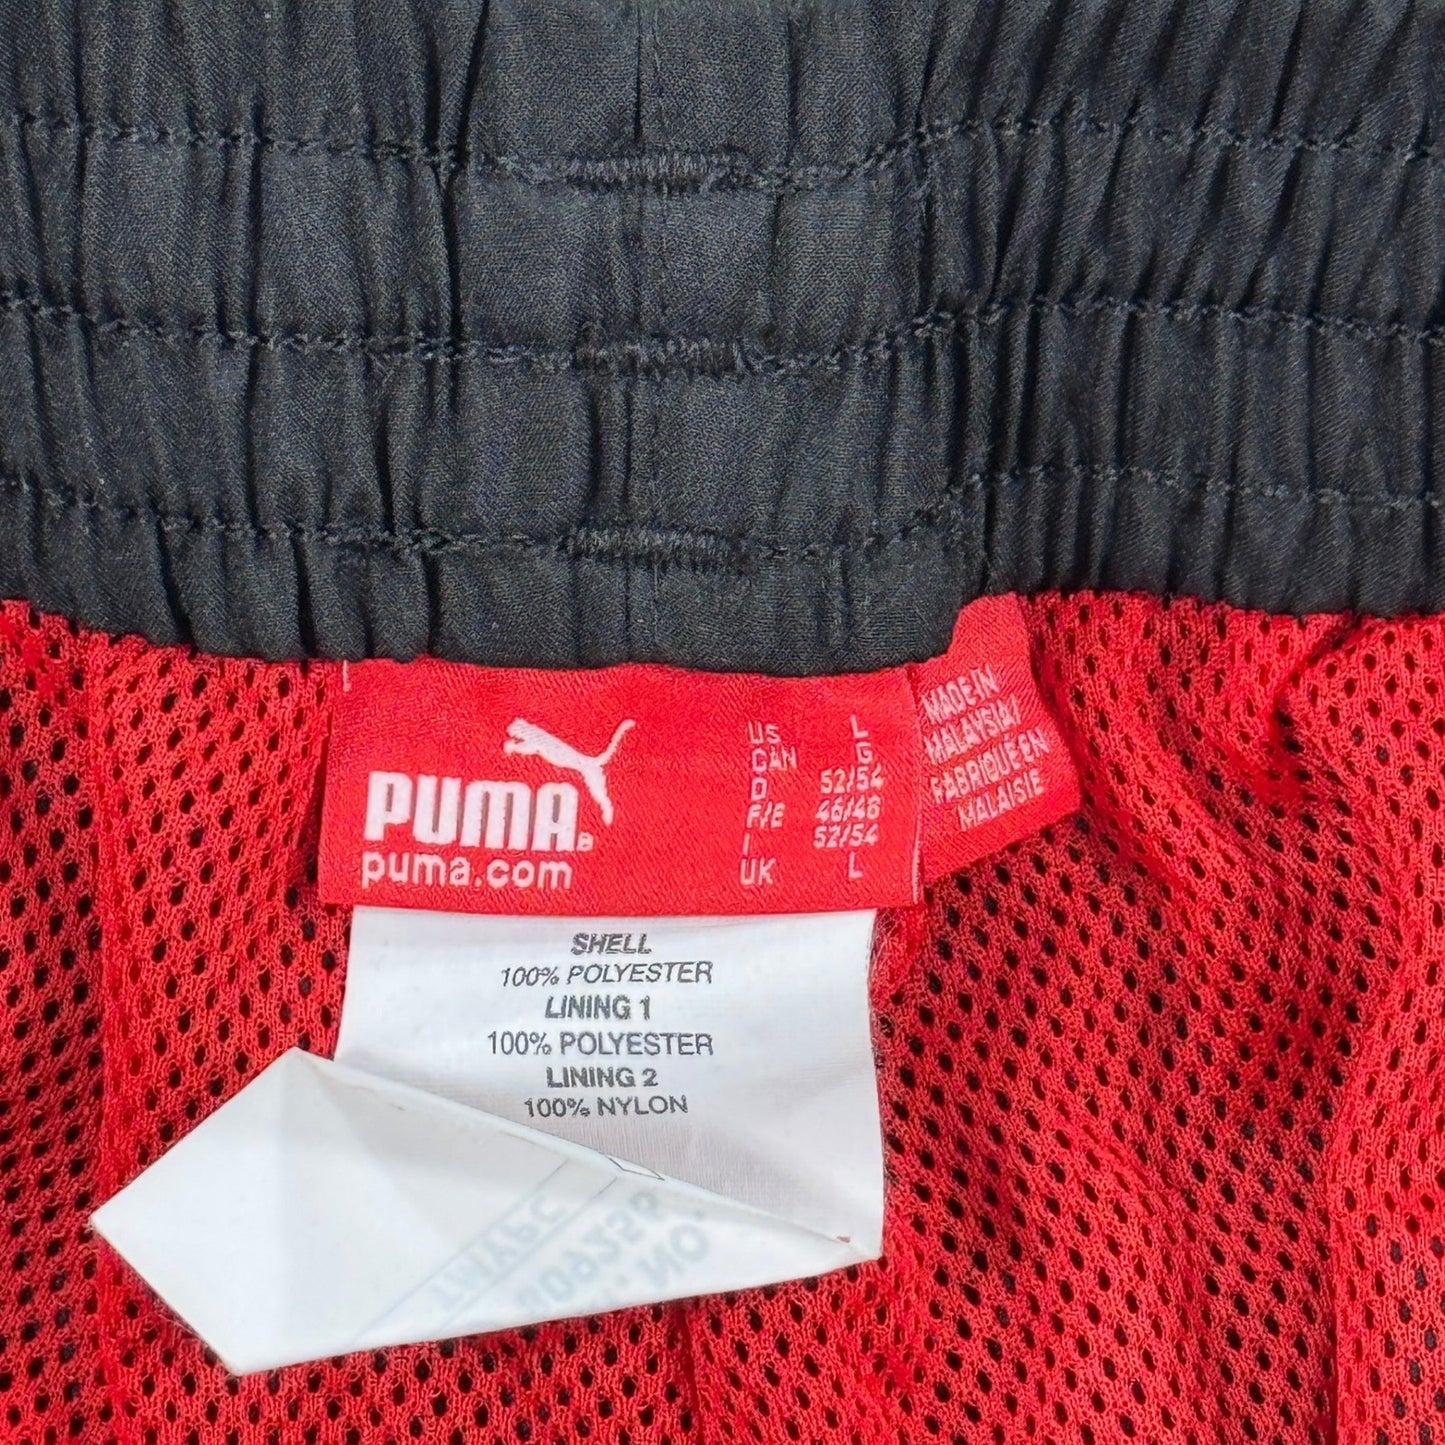 PUMA®
puma.com
US L
CAN G
D 52/54
F/E 46/48
I 52/54
UK L
MADE IN
MALAYSIA/
FABRIQUE EN
MALAISIE
SHELL
100% POLYESTER
LINING 1
100% POLYESTER
LINING 2
100% NYLON